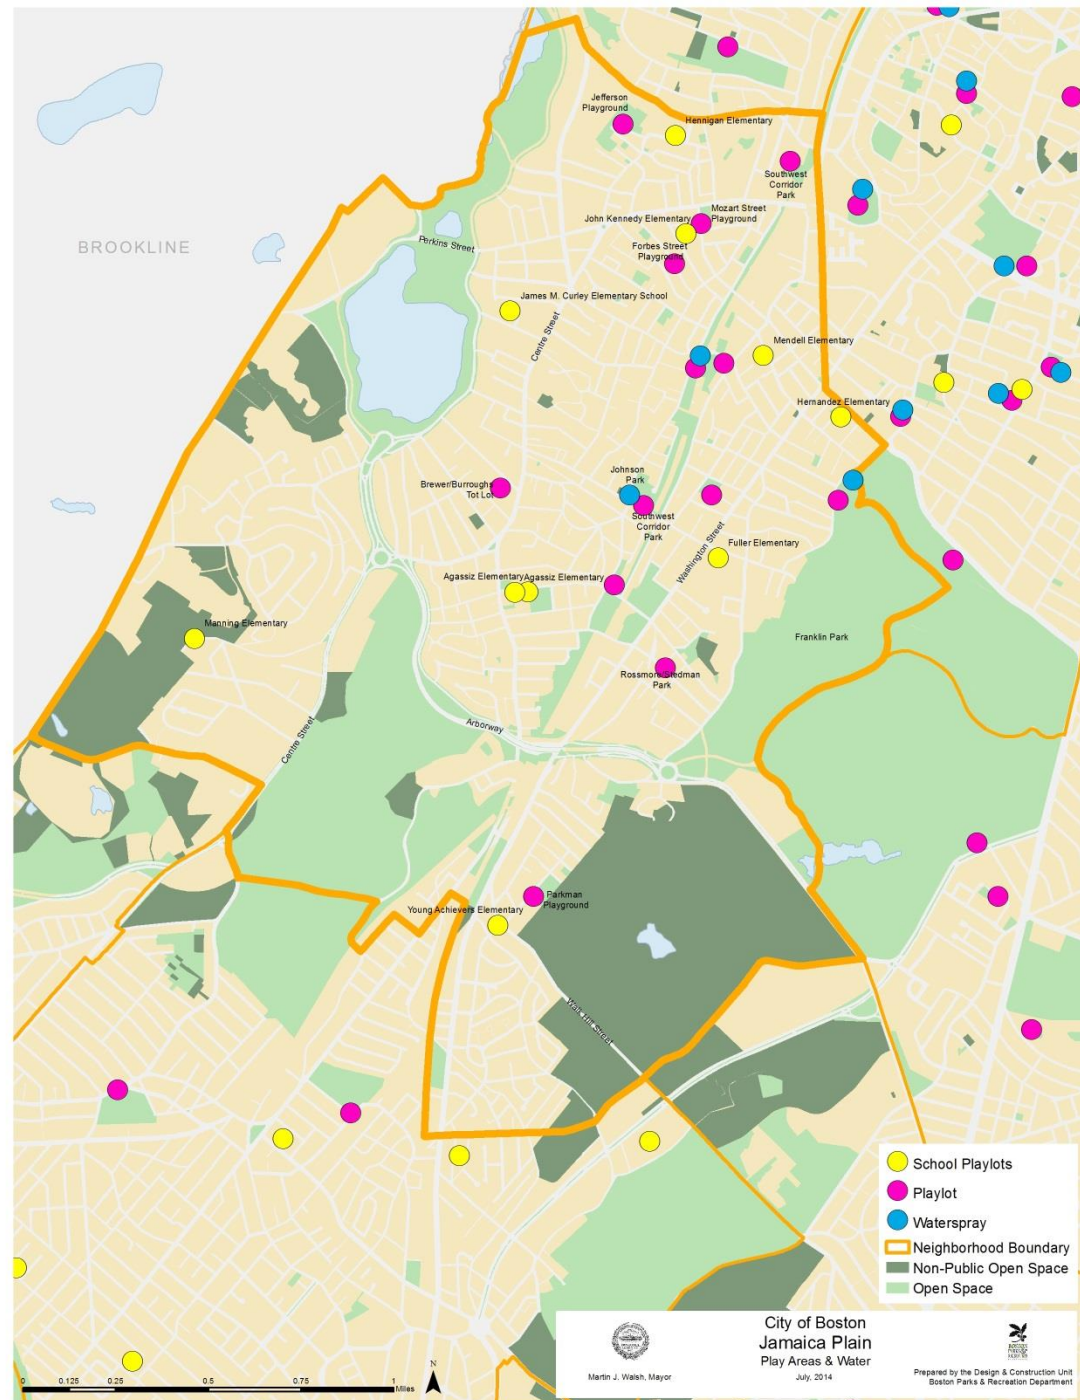 Jefferson
Playground
Hennigan Elementary
Southwest
Corridor
Park
Mozart Street
Playground
John Kennedy Elementary
BROOKLINE
Perkins Street
Forbes Street
Playground
James M. Curley Elementary School
Centre Street
Mendell Elementary
Hernandez Elementary
Brewer/Burroughs
Tot Lot
Johnson
Park
Southwest
Corridor
Park
Washington Street
Fuller Elementary
Agassiz Elementary
Agassiz Elementary
Manning Elementary
Franklin Park
Rossmore/Stedman
Park
Centre Street
Arborway
Parkman
Playground
Young Achievers Elementary
Walk Hill Street
School Playlots
Playlot
Waterspray
Neighborhood Boundary
Non-Public Open Space
Open Space
City of Boston
Jamaica Plain
Play Areas & Water
July, 2014
Martin J. Walsh, Mayor
Prepared by the Design & Construction Unit
Boston Parks & Recreation Department
N
0 0.125 0.25 0.5 0.75 1
Miles